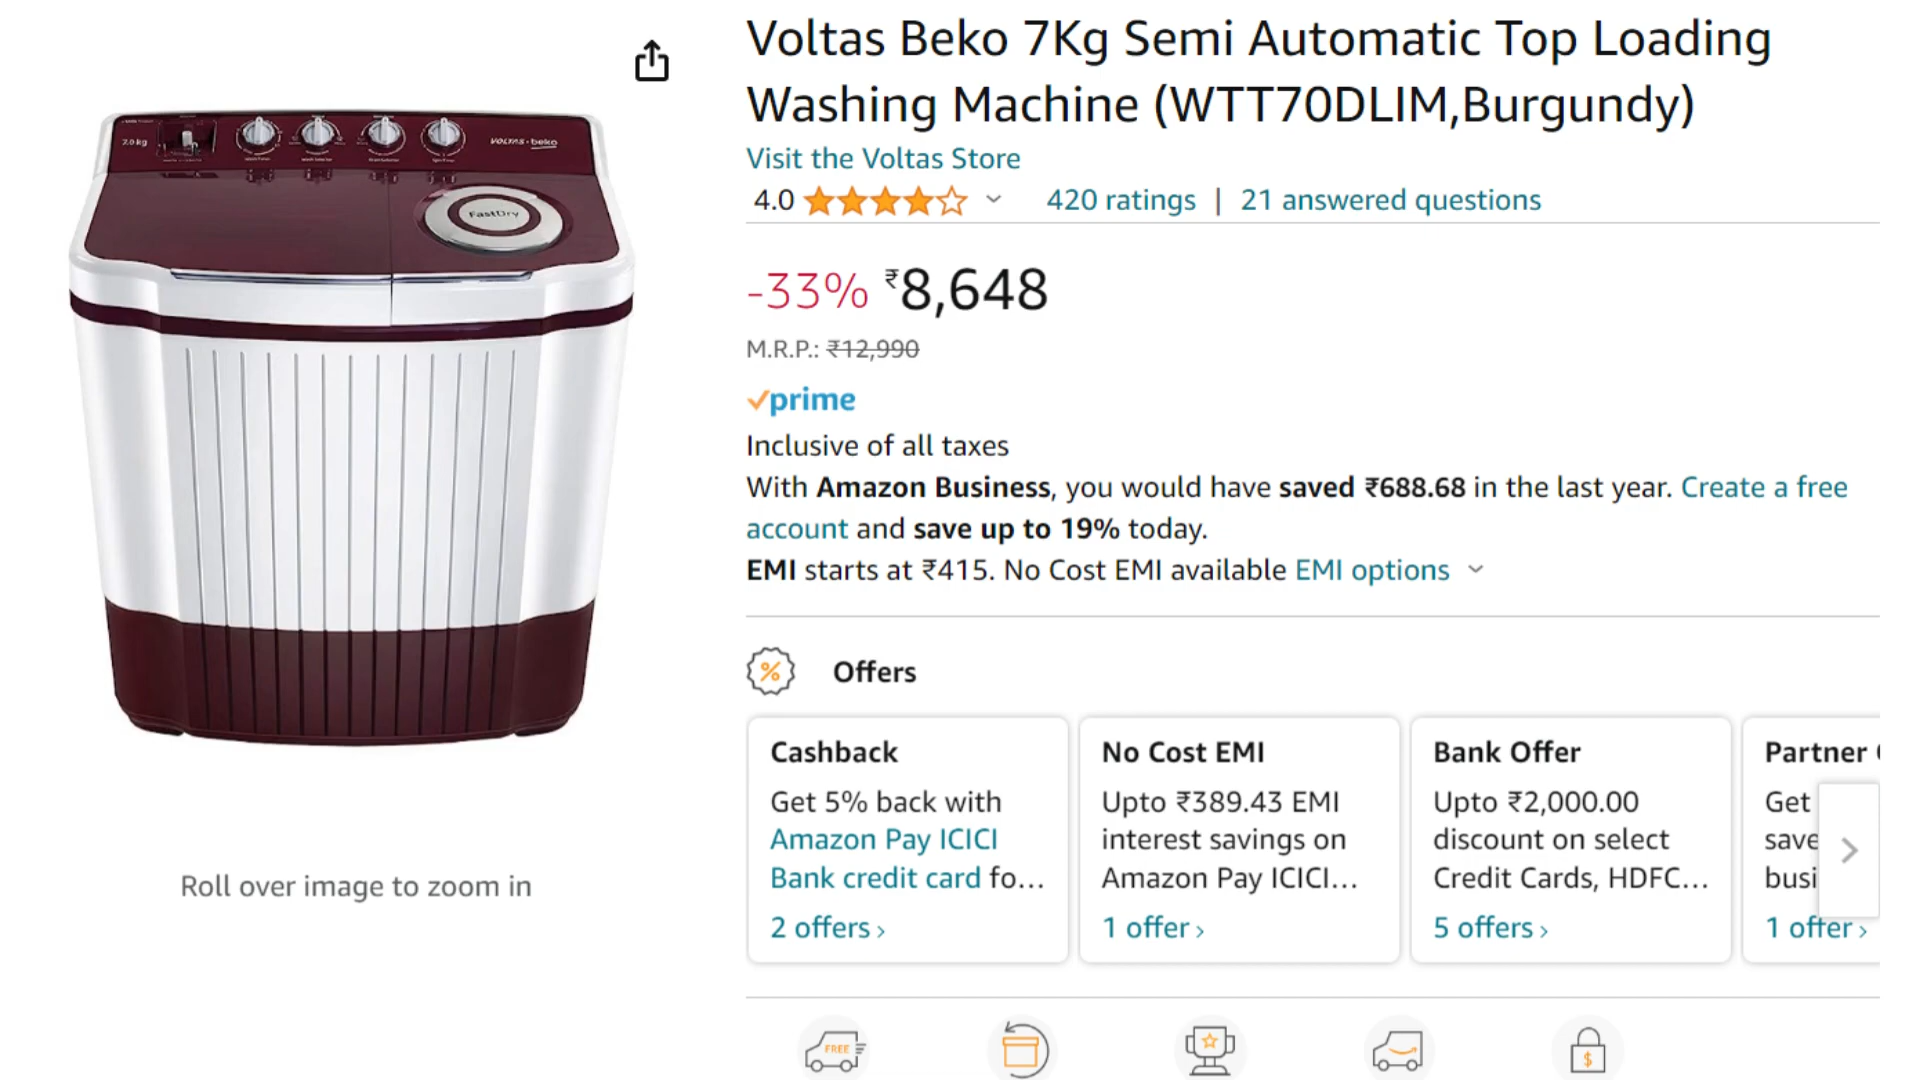 Voltas Beko 7Kg Semi Automatic Top Loading
Washing Machine (WTT70DLIM,Burgundy)
Visit the Voltas Store
4.0
420 ratings | 21 answered questions
-33% ₹8,648
M.R.P.: ₹12,990
prime
Inclusive of all taxes
With Amazon Business, you would have saved ₹688.68 in the last year. Create a free
account and save up to 19% today.
EMI starts at ₹415. No Cost EMI available EMI options
% Offers
Cashback
Get 5% back with
Amazon Pay ICICI
Bank credit card fo...
2 offers ›
No Cost EMI
Upto ₹389.43 EMI
interest savings on
Amazon Pay ICICI...
1 offer ›
Bank Offer
Upto ₹2,000.00
discount on select
Credit Cards, HDFC...
5 offers ›
Partner
Get
save
busi
1 offer ›
FREE
$
7.0 kg
VOLTAS·beko
FastDry
Roll over image to zoom in